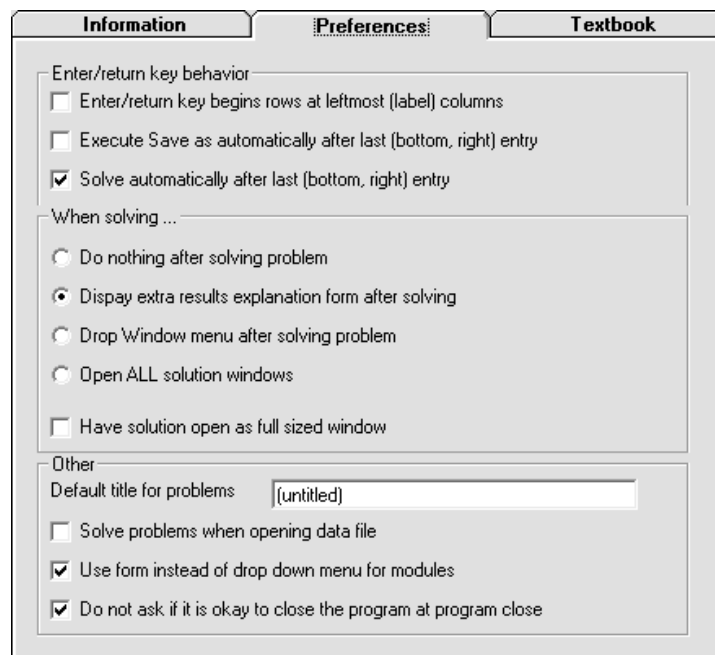 Information
Preferences
Textbook
Enter/return key behavior
Enter/return key begins rows at leftmost (label) columns
Execute Save as automatically after last (bottom, right) entry
Solve automatically after last (bottom, right) entry
When solving ...
Do nothing after solving problem
Dispay extra results explanation form after solving
Drop Window menu after solving problem
Open ALL solution windows
Have solution open as full sized window
Other
Default title for problems (untitled)
Solve problems when opening data file
Use form instead of drop down menu for modules
Do not ask if it is okay to close the program at program close